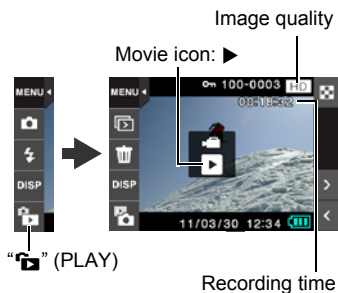 Image quality
Movie icon: ▶
MENU
DISP
MENU
100-0003 HD
00:18:32
DISP
11/03/30 12:34
“ ” (PLAY)
Recording time